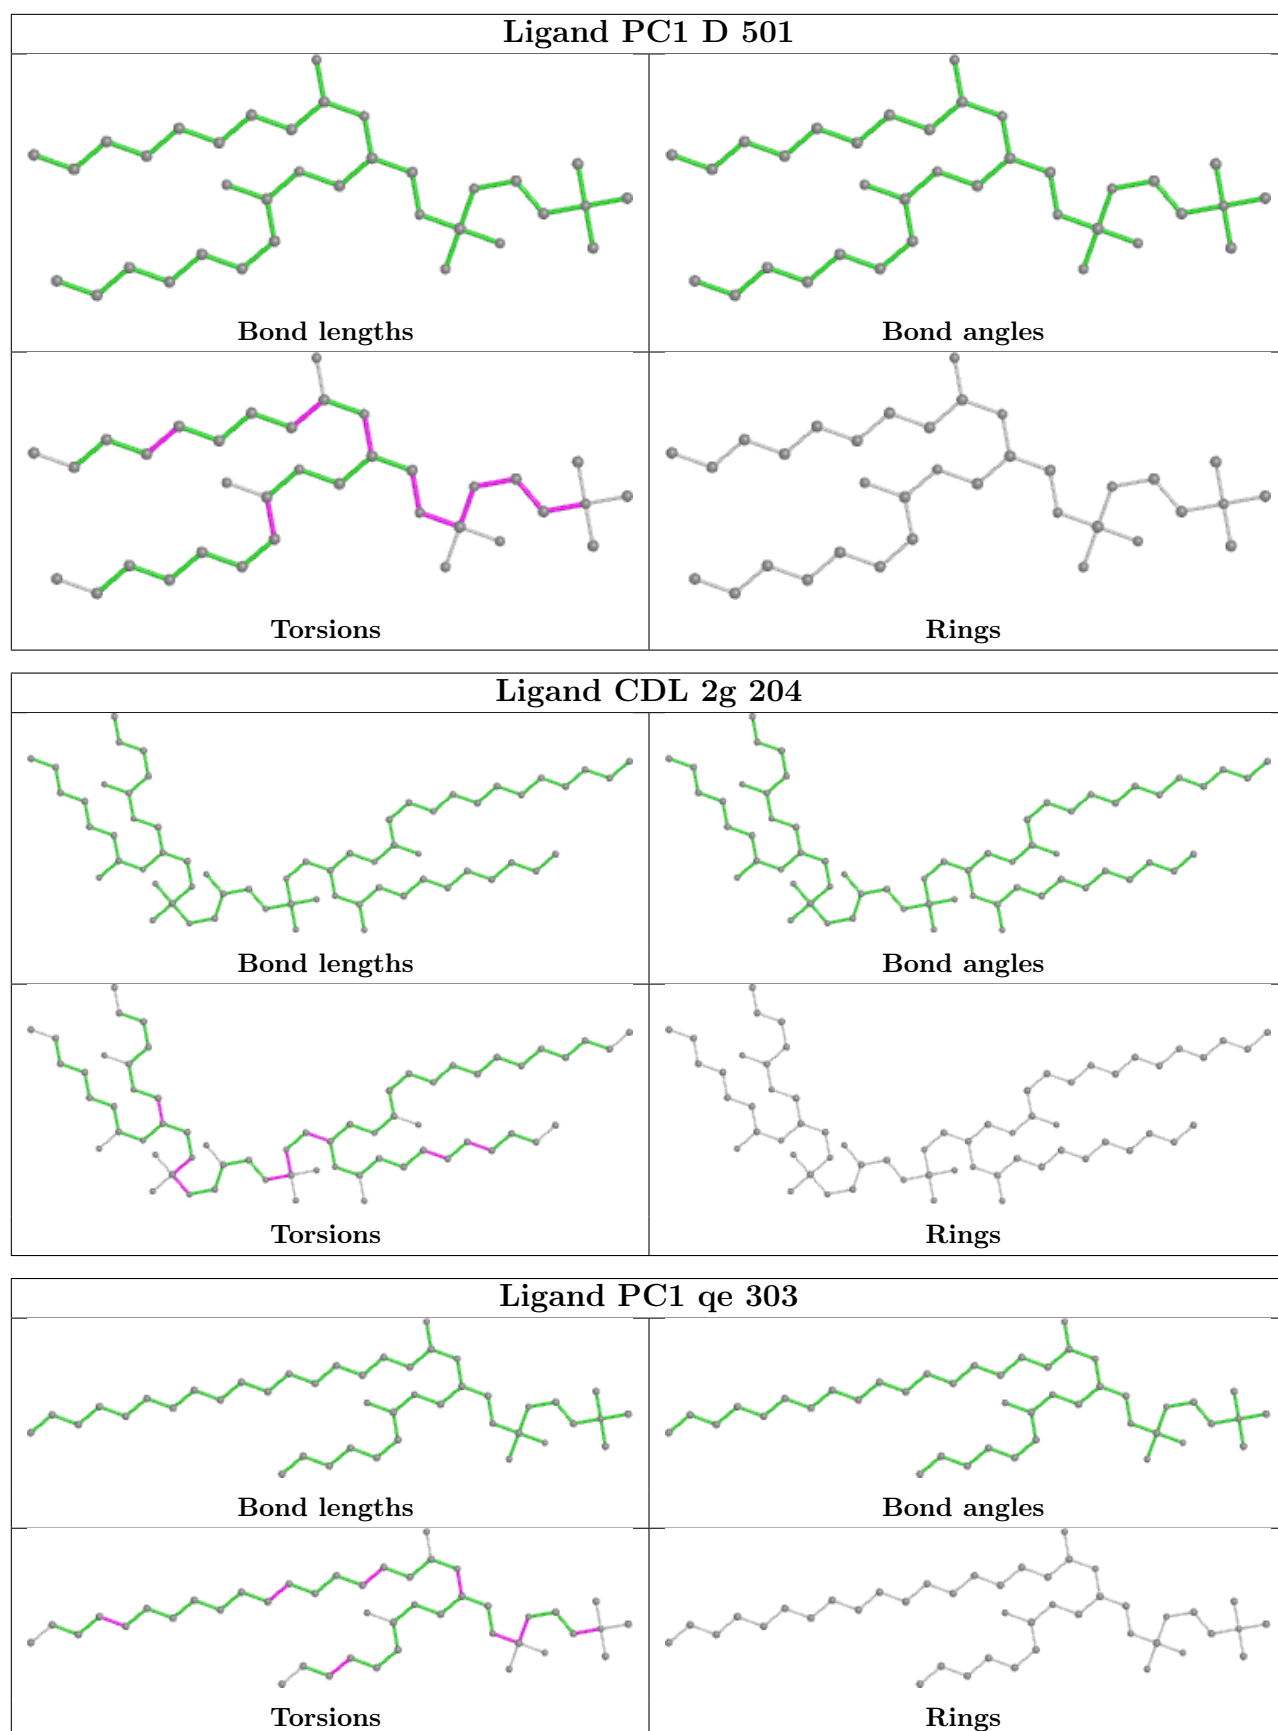 Ligand PC1 D 501
Bond lengths
Bond angles
Torsions
Rings
Ligand CDL 2g 204
Bond lengths
Bond angles
Torsions
Rings
Ligand PC1 qe 303
Bond lengths
Bond angles
Torsions
Rings